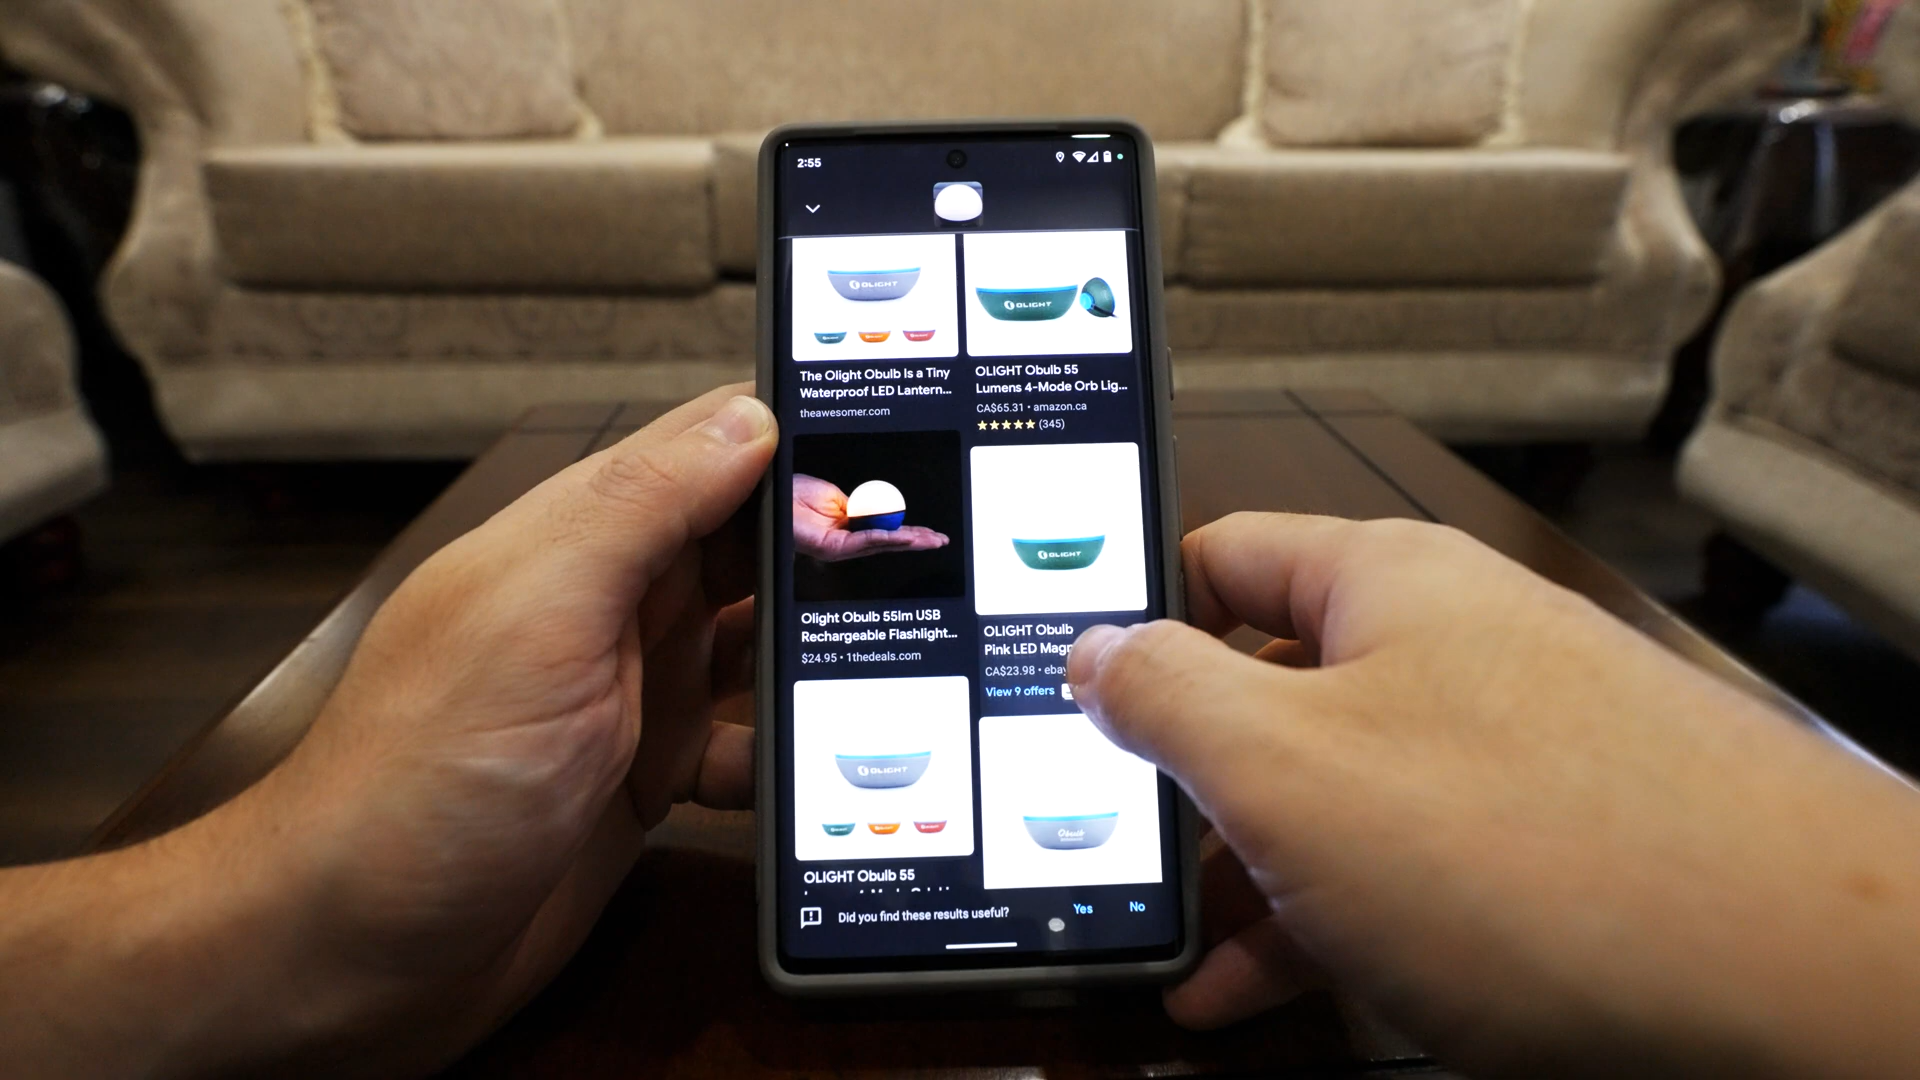 2:55
OLIGHT
OLIGHT
The Olight Obulb Is a Tiny
Waterproof LED Lantern...
theawesomer.com
OLIGHT Obulb 55
Lumens 4-Mode Orb Lig...
CA$65.31 • amazon.ca
(345)
OLIGHT
Olight Obulb 55lm USB
Rechargeable Flashlight...
$24.95 • 1thedeals.com
OLIGHT Obulb
Pink LED Mag
CA$23.98 • ebay
View 9 offers
OLIGHT
Obulb
OLIGHT Obulb 55
Did you find these results useful?
Yes
No